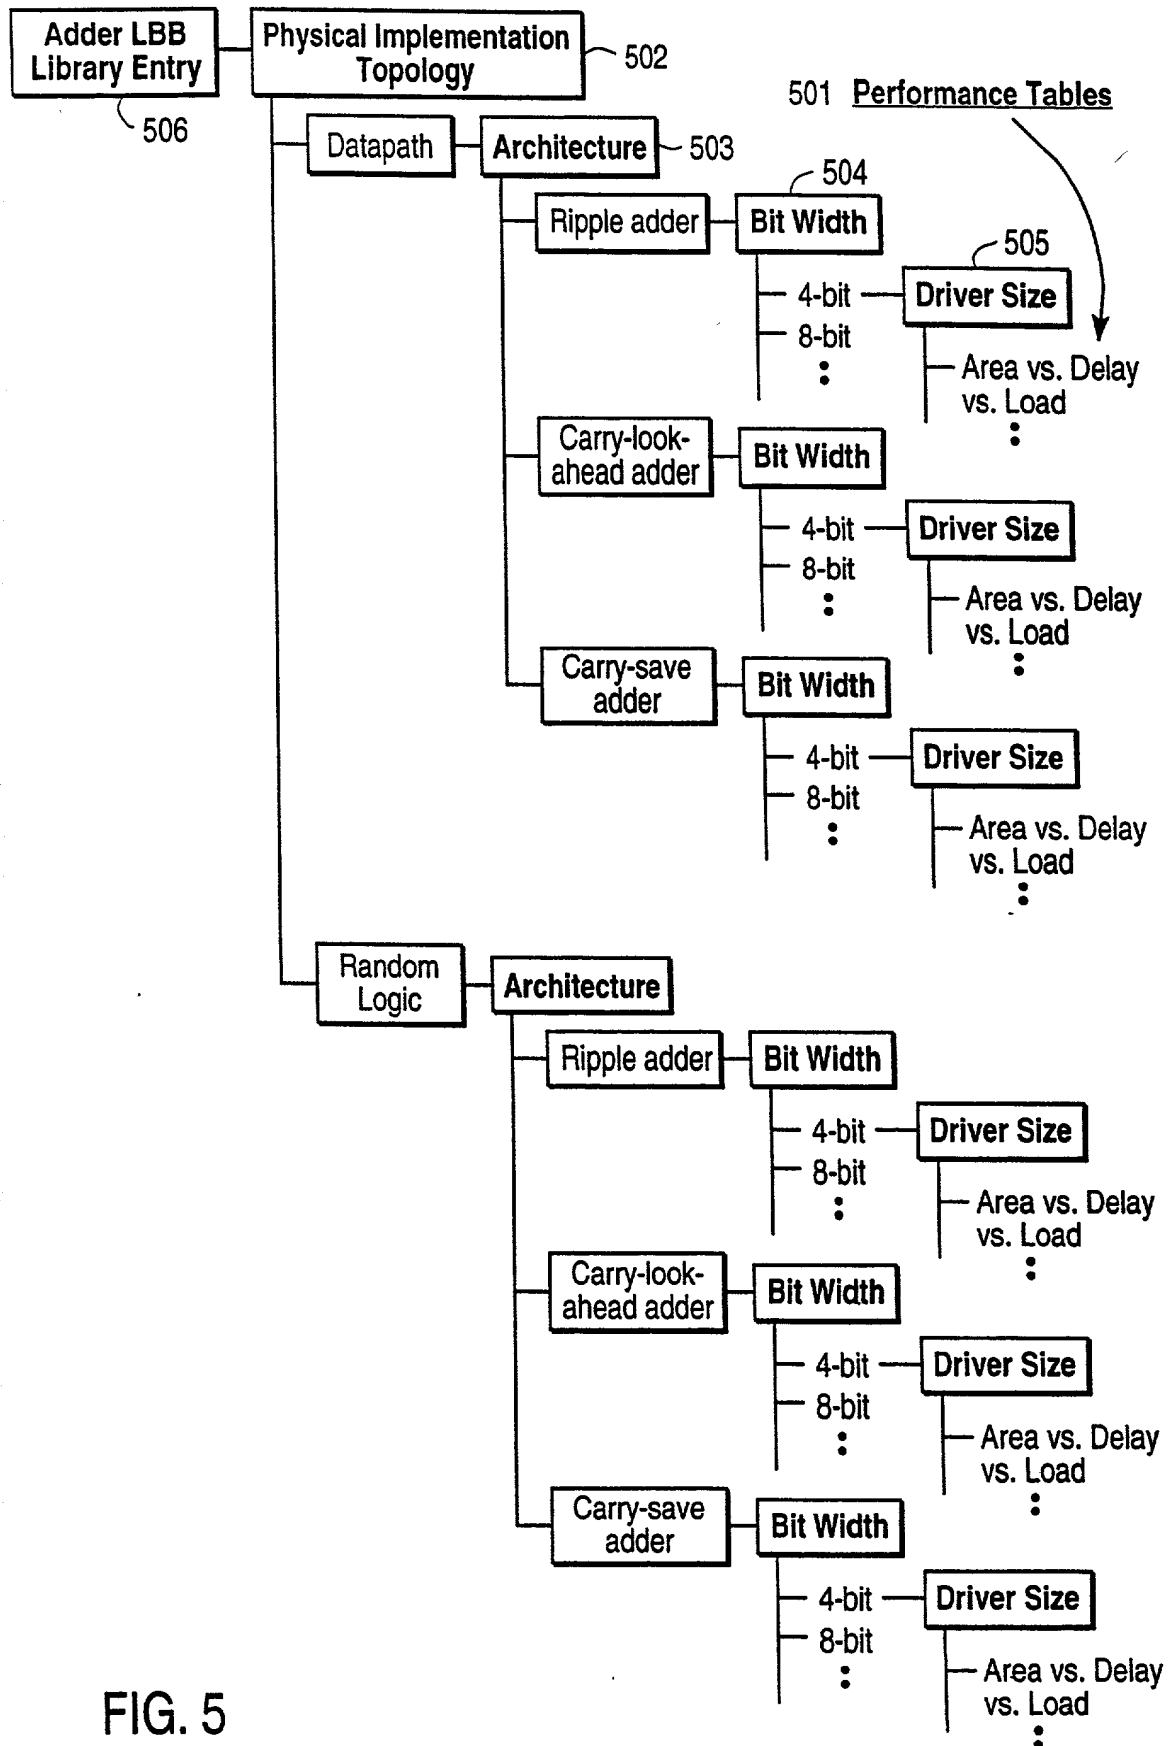 Adder LBB
Library Entry
506
Physical Implementation
Topology
502
501 Performance Tables
Datapath
Architecture
503
504
Ripple adder
Bit Width
505
4-bit
Driver Size
8-bit
Area vs. Delay
vs. Load
Carry-look-
ahead adder
Bit Width
4-bit
Driver Size
8-bit
Area vs. Delay
vs. Load
Carry-save
adder
Bit Width
4-bit
Driver Size
8-bit
Area vs. Delay
vs. Load
Random
Logic
Architecture
Ripple adder
Bit Width
4-bit
Driver Size
8-bit
Area vs. Delay
vs. Load
Carry-look-
ahead adder
Bit Width
4-bit
Driver Size
8-bit
Area vs. Delay
vs. Load
Carry-save
adder
Bit Width
4-bit
Driver Size
8-bit
Area vs. Delay
vs. Load
FIG. 5